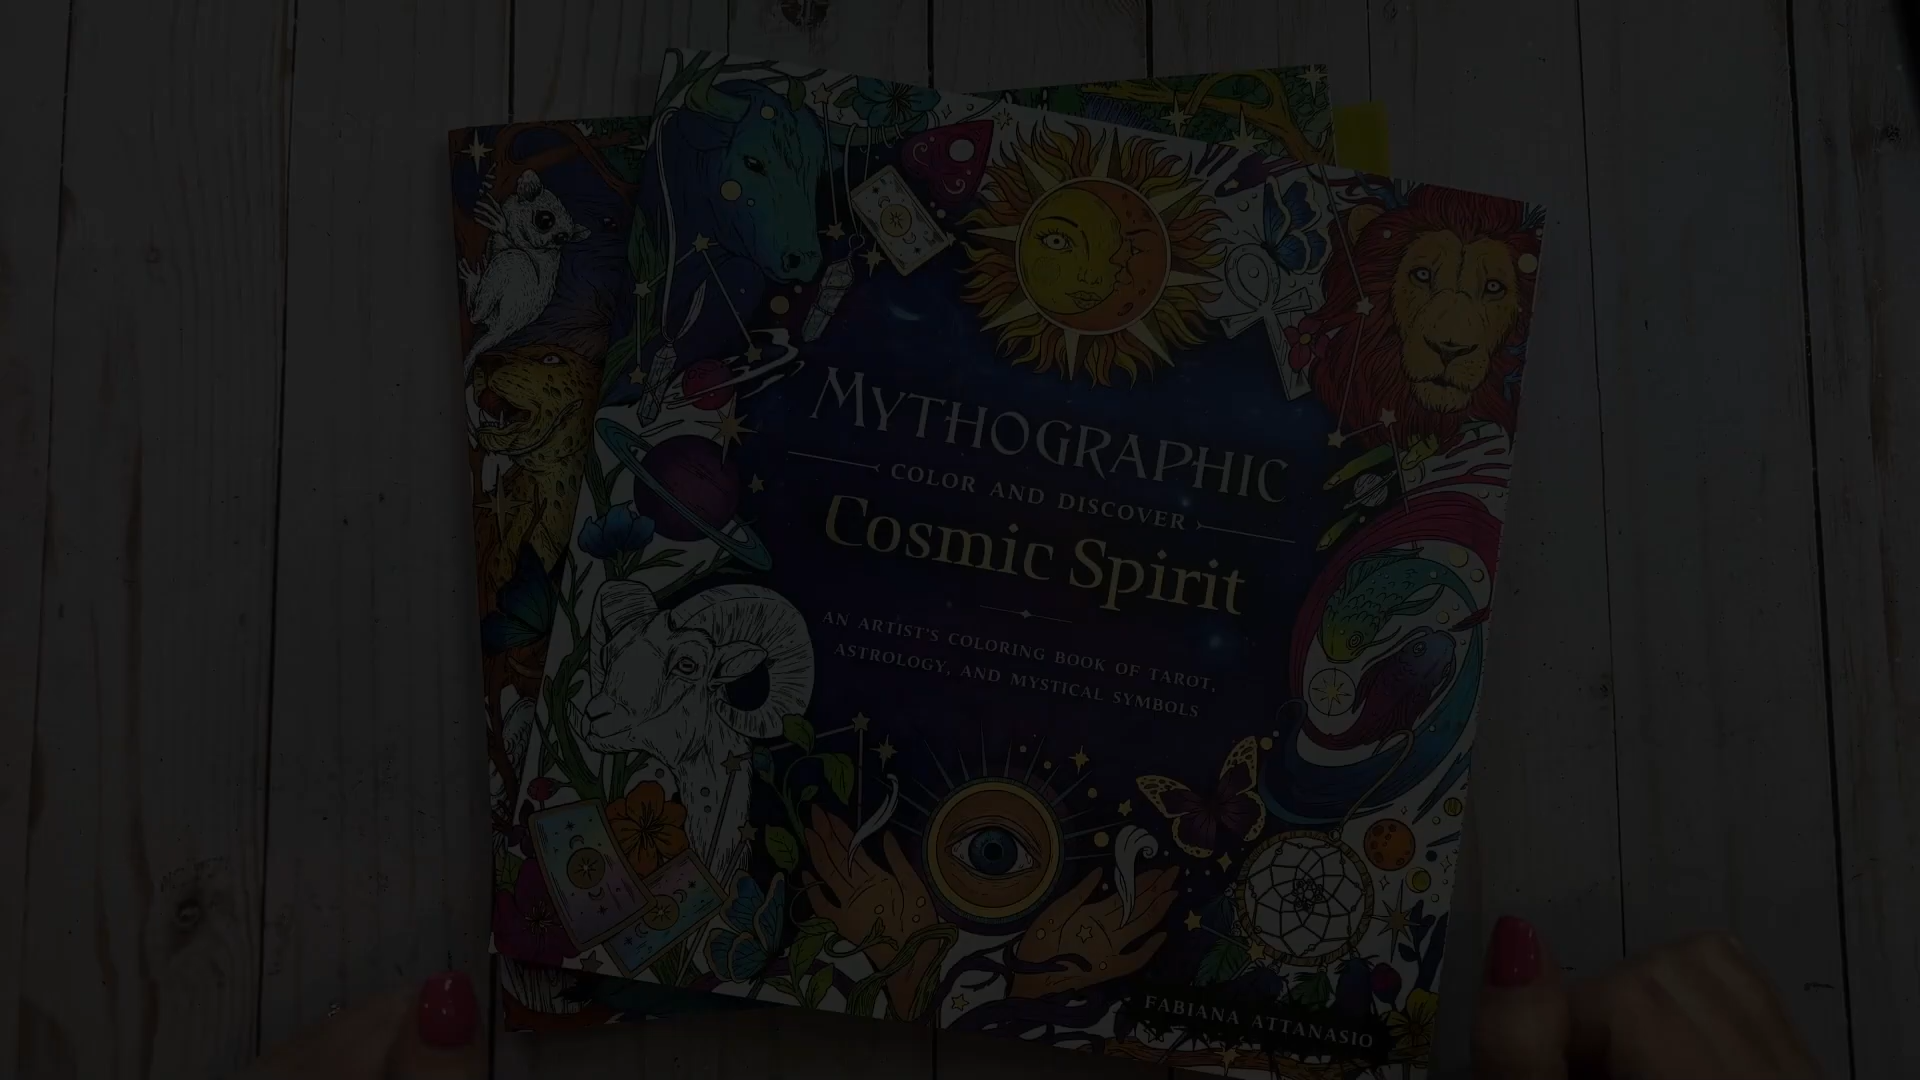 MYTHOGRAPHIC
COLOR AND DISCOVER
Cosmic Spirit
AN ARTIST'S COLORING BOOK OF TAROT,
ASTROLOGY, AND MYSTICAL SYMBOLS
FABIANA ATTANASIO